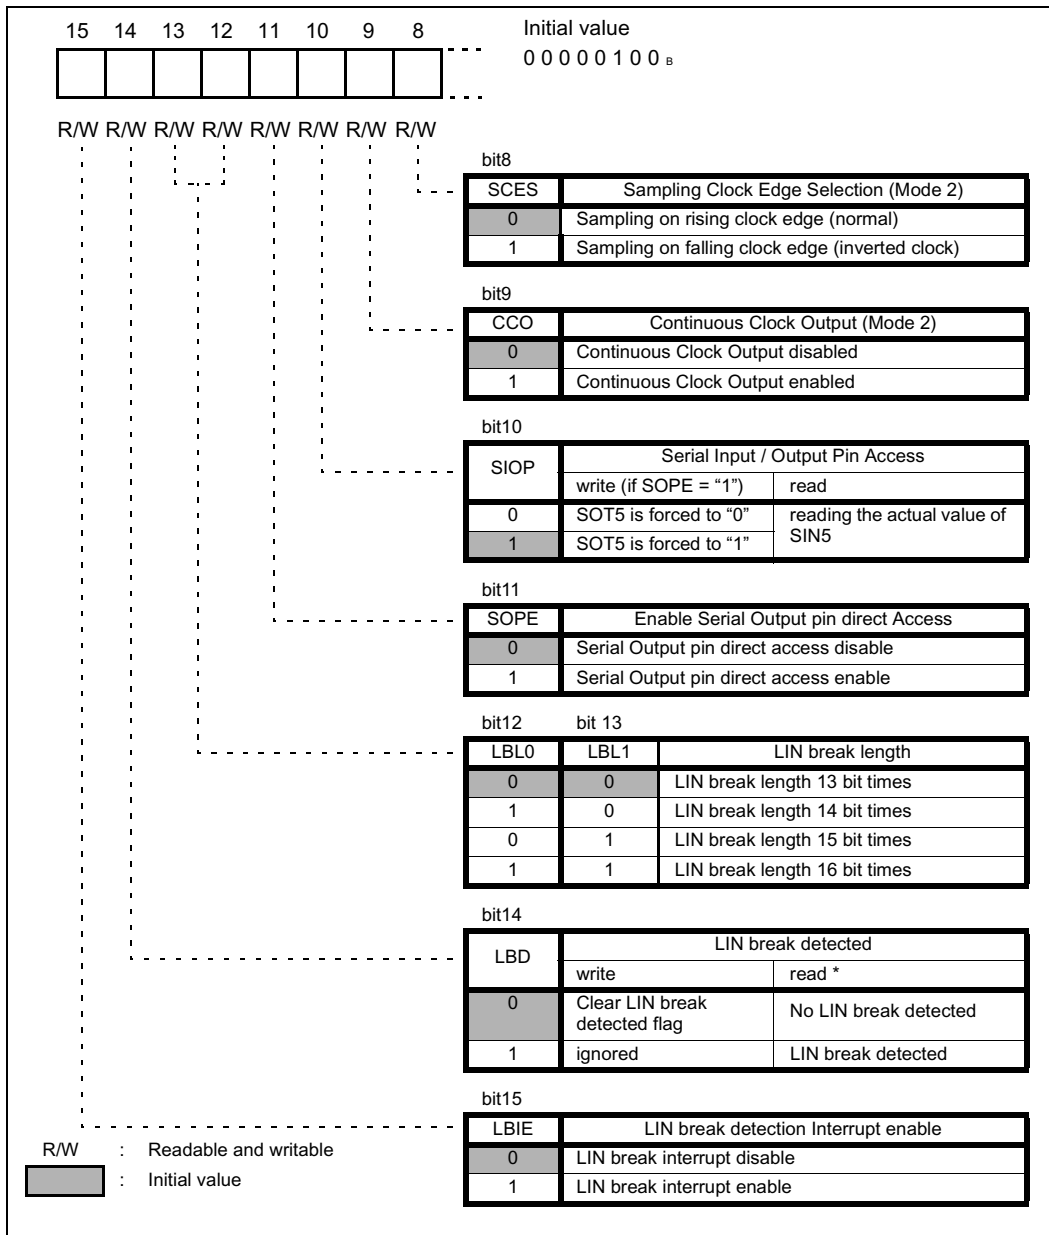 15 14 13 12 11 10 9 8 Initial value
0 0 0 0 0 1 0 0 B
R/W R/W R/W R/W R/W R/W R/W R/W
bit8
SCES Sampling Clock Edge Selection (Mode 2)
0 Sampling on rising clock edge (normal)
1 Sampling on falling clock edge (inverted clock)
bit9
CCO Continuous Clock Output (Mode 2)
0 Continuous Clock Output disabled
1 Continuous Clock Output enabled
bit10
SIOP Serial Input / Output Pin Access
write (if SOPE = “1”) read
0 SOT5 is forced to “0” reading the actual value of
SIN5
1 SOT5 is forced to “1”
bit11
SOPE Enable Serial Output pin direct Access
0 Serial Output pin direct access disable
1 Serial Output pin direct access enable
bit12 bit 13
LBL0 LBL1 LIN break length
0 0 LIN break length 13 bit times
1 0 LIN break length 14 bit times
0 1 LIN break length 15 bit times
1 1 LIN break length 16 bit times
bit14
LBD LIN break detected
write read *
0 Clear LIN break
detected flag No LIN break detected
1 ignored LIN break detected
bit15
LBIE LIN break detection Interrupt enable
0 LIN break interrupt disable
1 LIN break interrupt enable
R/W : Readable and writable
: Initial value